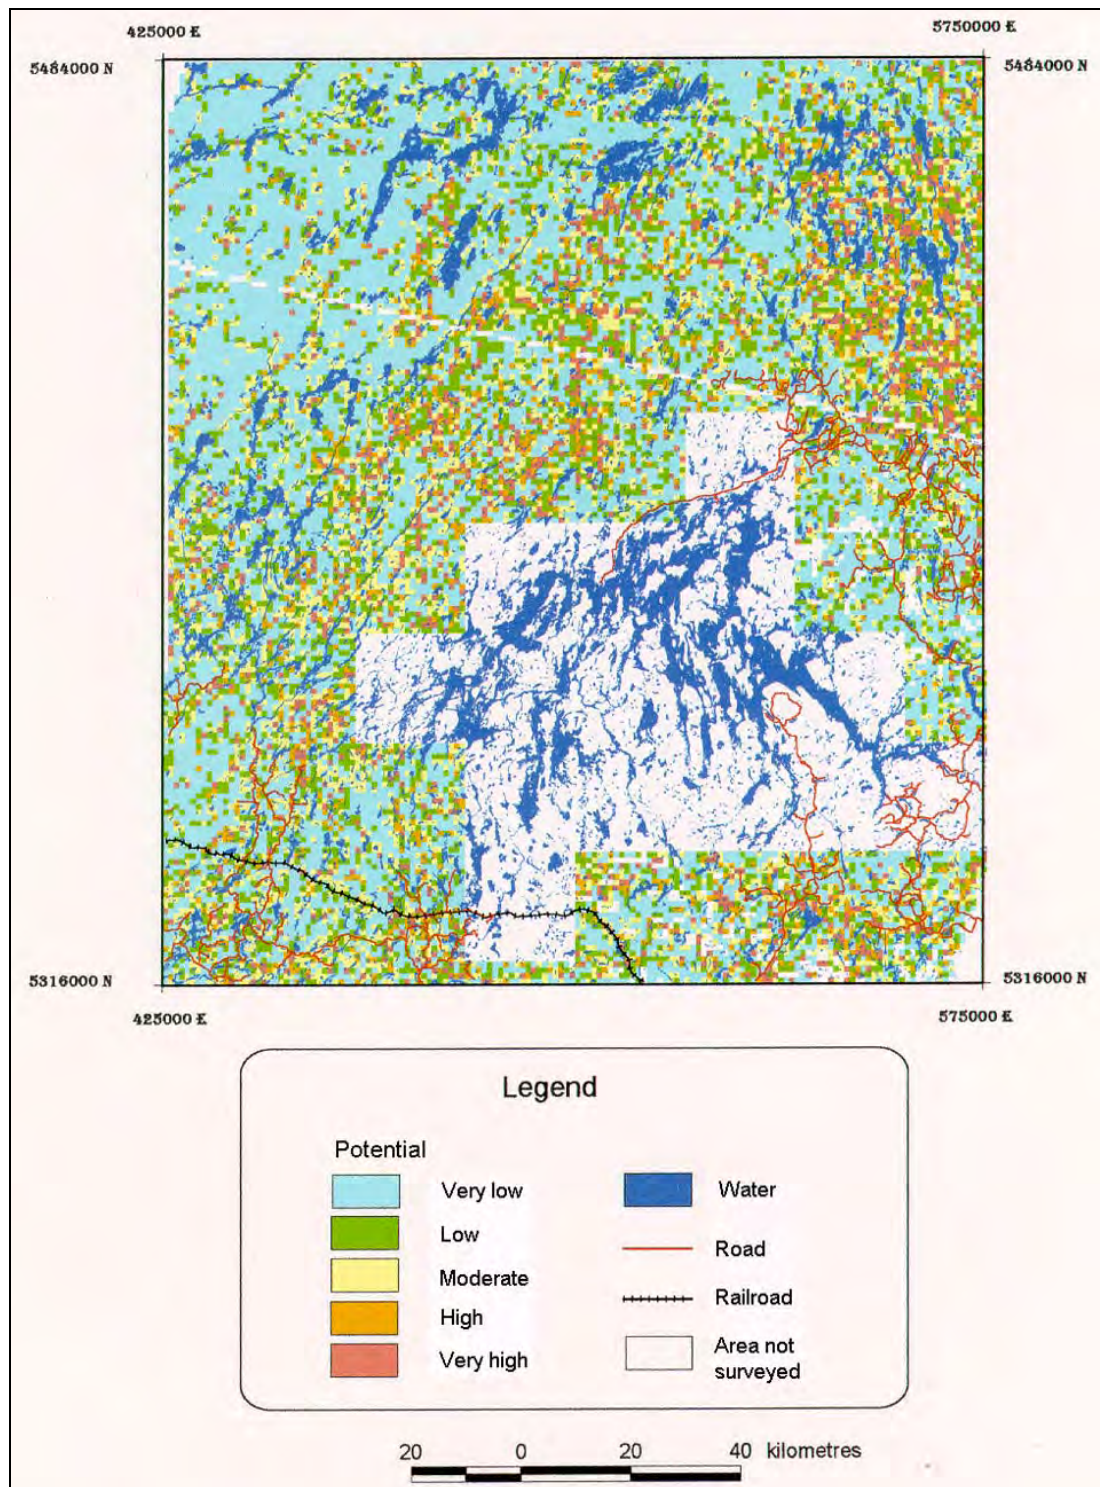 425000 E
5750000 E
5484000 N
5484000 N
5316000 N
5316000 N
425000 E
575000 E
Legend
Potential
Very low
Low
Moderate
High
Very high
Water
Road
Railroad
Area not
surveyed
20 0 20 40 kilometres